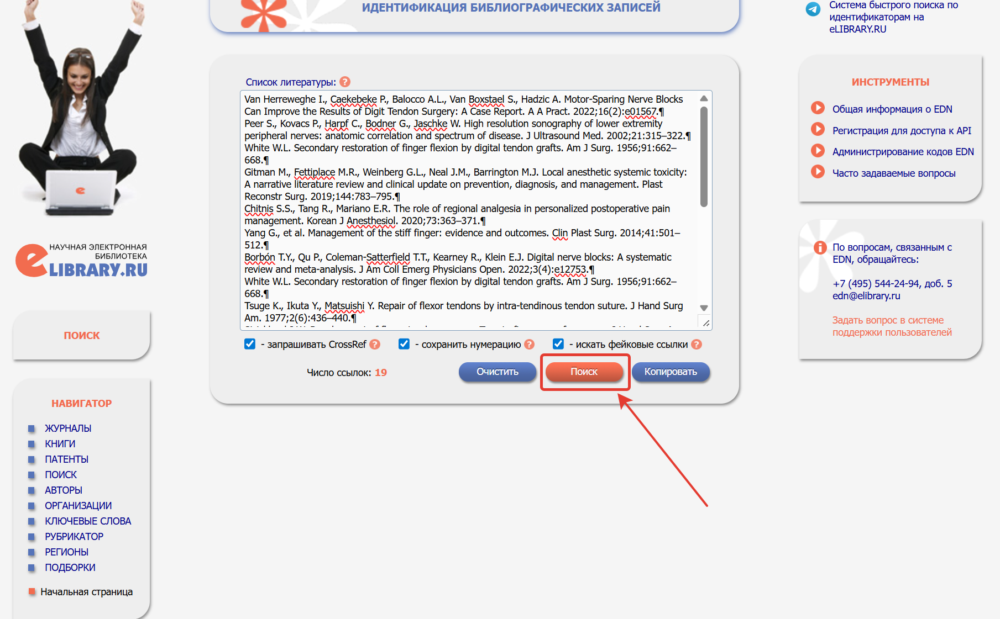 ИДЕНТИФИКАЦИЯ БИБЛИОГРАФИЧЕСКИХ ЗАПИСЕЙ
Список литературы: ?
Van Herreweghe I., Caekebeke P., Balocco A.L., Van Boxstael S., Hadzic A. Motor-Sparing Nerve Blocks
Can Improve the Results of Digit Tendon Surgery: A Case Report. A A Pract. 2022;16(2):e01567.¶
Peer S., Kovacs P., Harpf C., Bodner G., Jaschke W. High resolution sonography of lower extremity
peripheral nerves: anatomic correlation and spectrum of disease. J Ultrasound Med. 2002;21:315–322.¶
White W.L. Secondary restoration of finger flexion by digital tendon grafts. Am J Surg. 1956;91:662–
668.¶
Gitman M., Fettiplace M.R., Weinberg G.L., Neal J.M., Barrington M.J. Local anesthetic systemic toxicity:
A narrative literature review and clinical update on prevention, diagnosis, and management. Plast
Reconstr Surg. 2019;144:783–795.¶
Chitnis S.S., Tang R., Mariano E.R. The role of regional analgesia in personalized postoperative pain
management. Korean J Anesthesiol. 2020;73:363–371.¶
Yang G., et al. Management of the stiff finger: evidence and outcomes. Clin Plast Surg. 2014;41:501–
512.¶
Borbón T.Y., Qu P., Coleman-Satterfield T.T., Kearney R., Klein E.J. Digital nerve blocks: A systematic
review and meta-analysis. J Am Coll Emerg Physicians Open. 2022;3(4):e12753.¶
White W.L. Secondary restoration of finger flexion by digital tendon grafts. Am J Surg. 1956;91:662–
668.¶
Tsuge K., Ikuta Y., Matsuishi Y. Repair of flexor tendons by intra-tendinous tendon suture. J Hand Surg
Am. 1977;2(6):436–440.¶
- запрашивать CrossRef ? - сохранить нумерацию ? - искать фейковые ссылки ?
Число ссылок: 19 Очистить Поиск Копировать
НАУЧНАЯ ЭЛЕКТРОННАЯ
БИБЛИОТЕКА
eLIBRARY.RU
ПОИСК
НАВИГАТОР
ЖУРНАЛЫ
КНИГИ
ПАТЕНТЫ
ПОИСК
АВТОРЫ
ОРГАНИЗАЦИИ
КЛЮЧЕВЫЕ СЛОВА
РУБРИКАТОР
РЕГИОНЫ
ПОДБОРКИ
Начальная страница
Система быстрого поиска по
идентификаторам на
eLIBRARY.RU
ИНСТРУМЕНТЫ
Общая информация о EDN
Регистрация для доступа к API
Администрирование кодов EDN
Часто задаваемые вопросы
По вопросам, связанным с
EDN, обращайтесь:
+7 (495) 544-24-94, доб. 5
edn@elibrary.ru
Задать вопрос в системе
поддержки пользователей